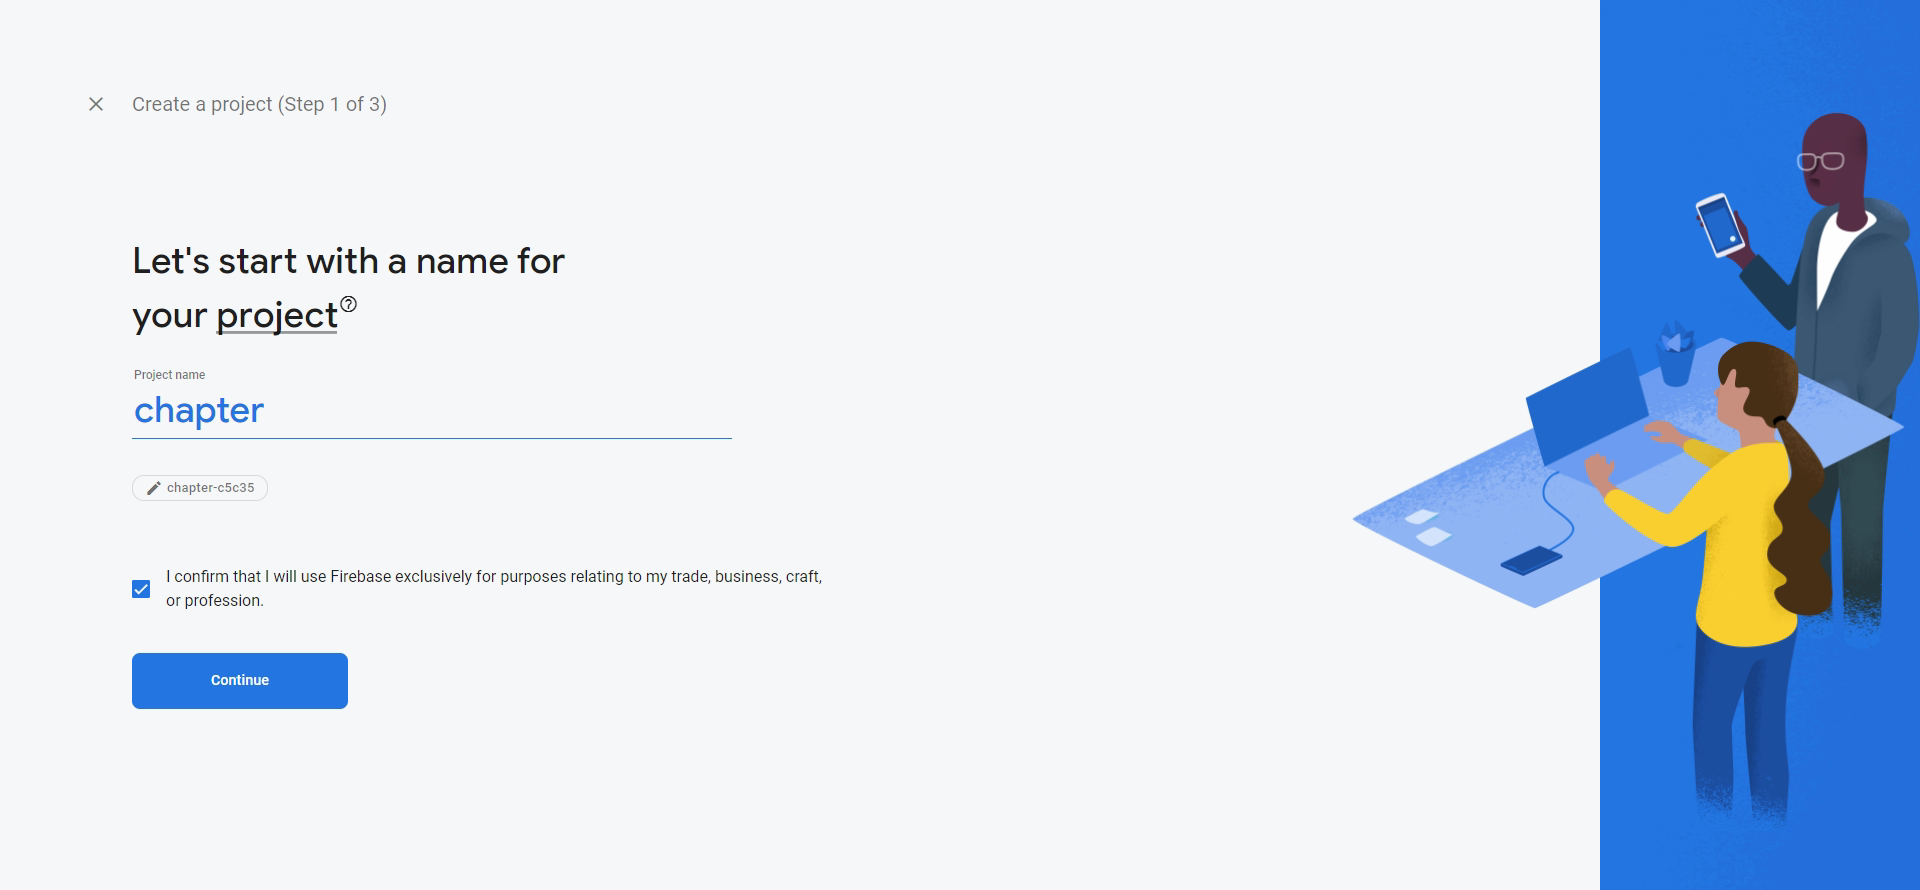 Create a project (Step 1 of 3)
Let's start with a name for
your project
Project name
chapter
chapter-c5c35
I confirm that I will use Firebase exclusively for purposes relating to my trade, business, craft,
or profession.
Continue